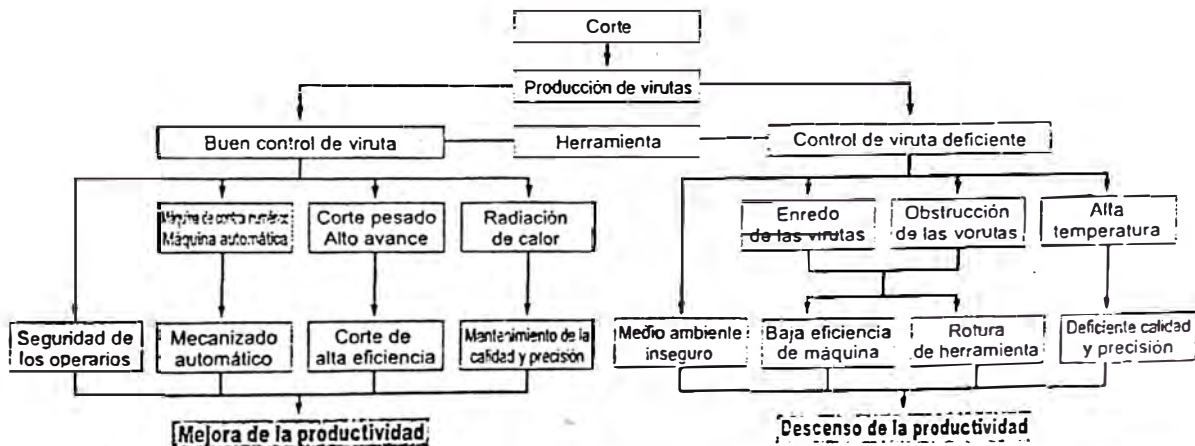 Corte
Producción de virutas
Buen control de viruta
Herramienta
Control de viruta deficiente
Máquina de control numérico
Máquina automática
Corte pesado
Alto avance
Radiación
de calor
Enredo
de las virutas
Obstrucción
de las vorutas
Alta
temperatura
Seguridad de
los operarios
Mecanizado
automático
Corte de
alta eficiencia
Mantenimiento de la
calidad y precisión
Medio ambiente
inseguro
Baja eficiencia
de máquina
Rotura
de herramienta
Deficiente calidad
y precisión
Mejora de la productividad
Descenso de la productividad